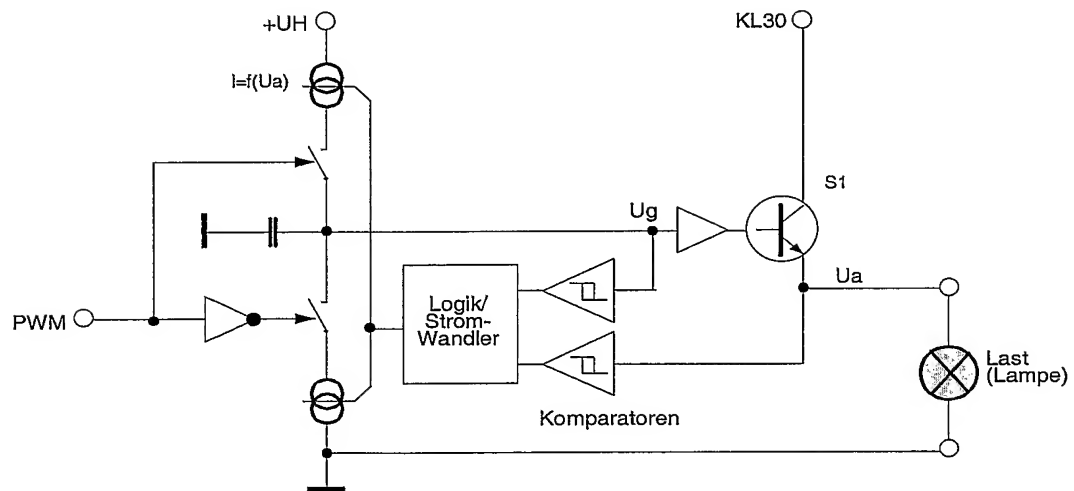 +UH
KL30
I=f(Ua)
S1
Ug
Ua
Logik/
Strom-
Wandler
PWM
Last
(Lampe)
Komparatoren